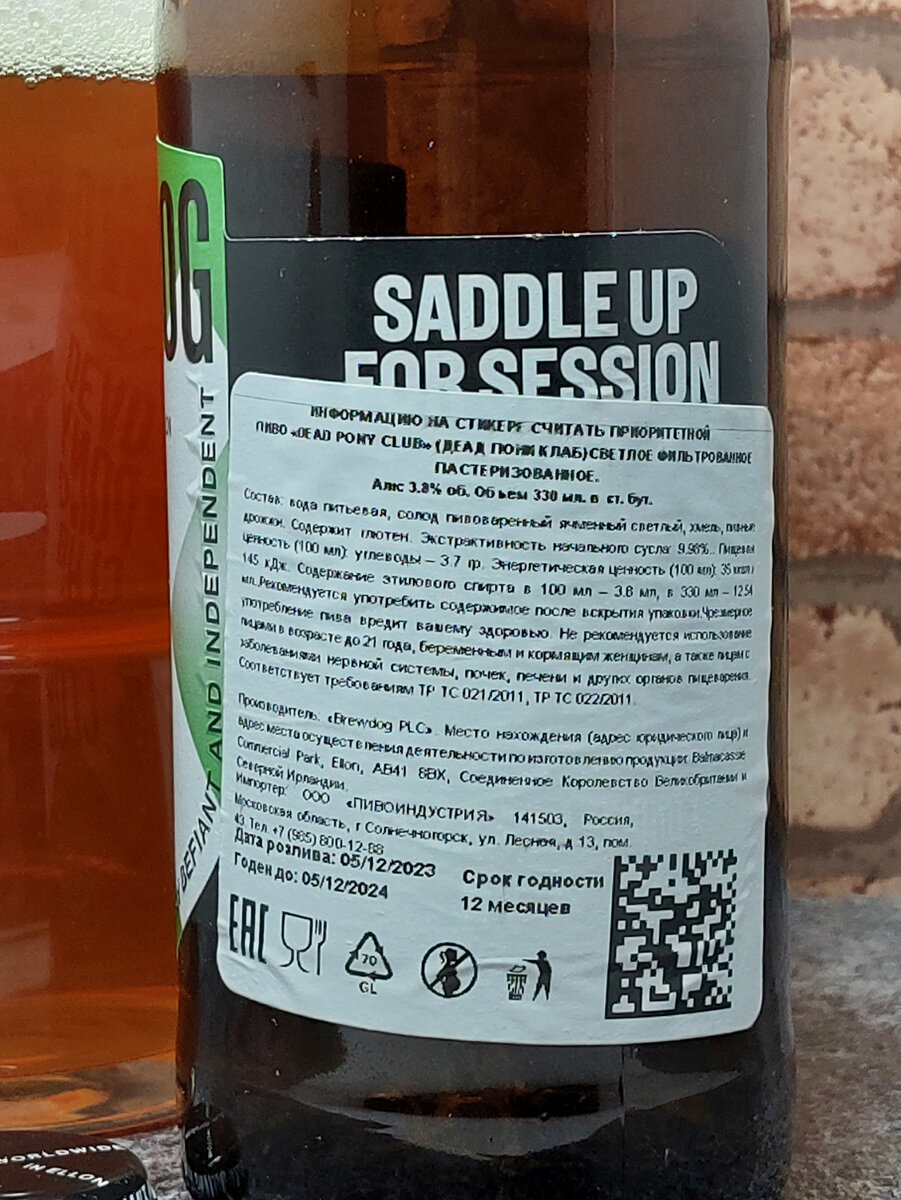 OG
AND INDEPENDENT
DEFIANT
SADDLE UP
FOR SESSION
ИНФОРМАЦИЮ НА СТИКЕРЕ СЧИТАТЬ ПРИОРИТЕТНОЙ
ПИВО «DEAD PONY CLUB» (ДЕАД ПОНИ КЛАБ) СВЕТЛОЕ ФИЛЬТРОВАННОЕ
ПАСТЕРИЗОВАННОЕ.
Алк 3.8% об. Объем 330 мл. в ст. бут.
Состав: вода питьевая, солод пивоваренный ячменный светлый, хмель, пивные
дрожжи. Содержит глютен. Экстрактивность начального сусла: 9.96%. Пищевая
ценность (100 мл): углеводы – 3.7 гр. Энергетическая ценность (100 мл): 35 ккал /
145 кДж. Содержание этилового спирта в 100 мл – 3.8 мл, в 330 мл – 12.54
мл. Рекомендуется употребить содержимое после вскрытия упаковки. Чрезмерное
употребление пива вредит вашему здоровью. Не рекомендуется использование
лицами в возрасте до 21 года, беременным и кормящим женщинам, а также лицам с
заболеваниями нервной системы, почек, печени и других органов пищеварения.
Соответствует требованиям ТР ТС 021/2011, ТР ТС 022/2011.
Производитель: «Brewdog PLC». Место нахождения (адрес юридического лица) и
адрес места осуществления деятельности по изготовлению продукции: Balmacassie
Commercial Park, Ellon, AB41 8BX, Соединенное Королевство Великобритании и
Северной Ирландии.
Импортер: ООО «ПИВОИНДУСТРИЯ» 141503, Россия,
Московская область, г Солнечногорск, ул. Лесная, д 13, пом.
43. Тел. +7 (985) 800-12-88
Дата розлива: 05/12/2023
Годен до: 05/12/2024
Срок годности
12 месяцев
EAC
70
GL
WORLDWIDE
IN ELLON